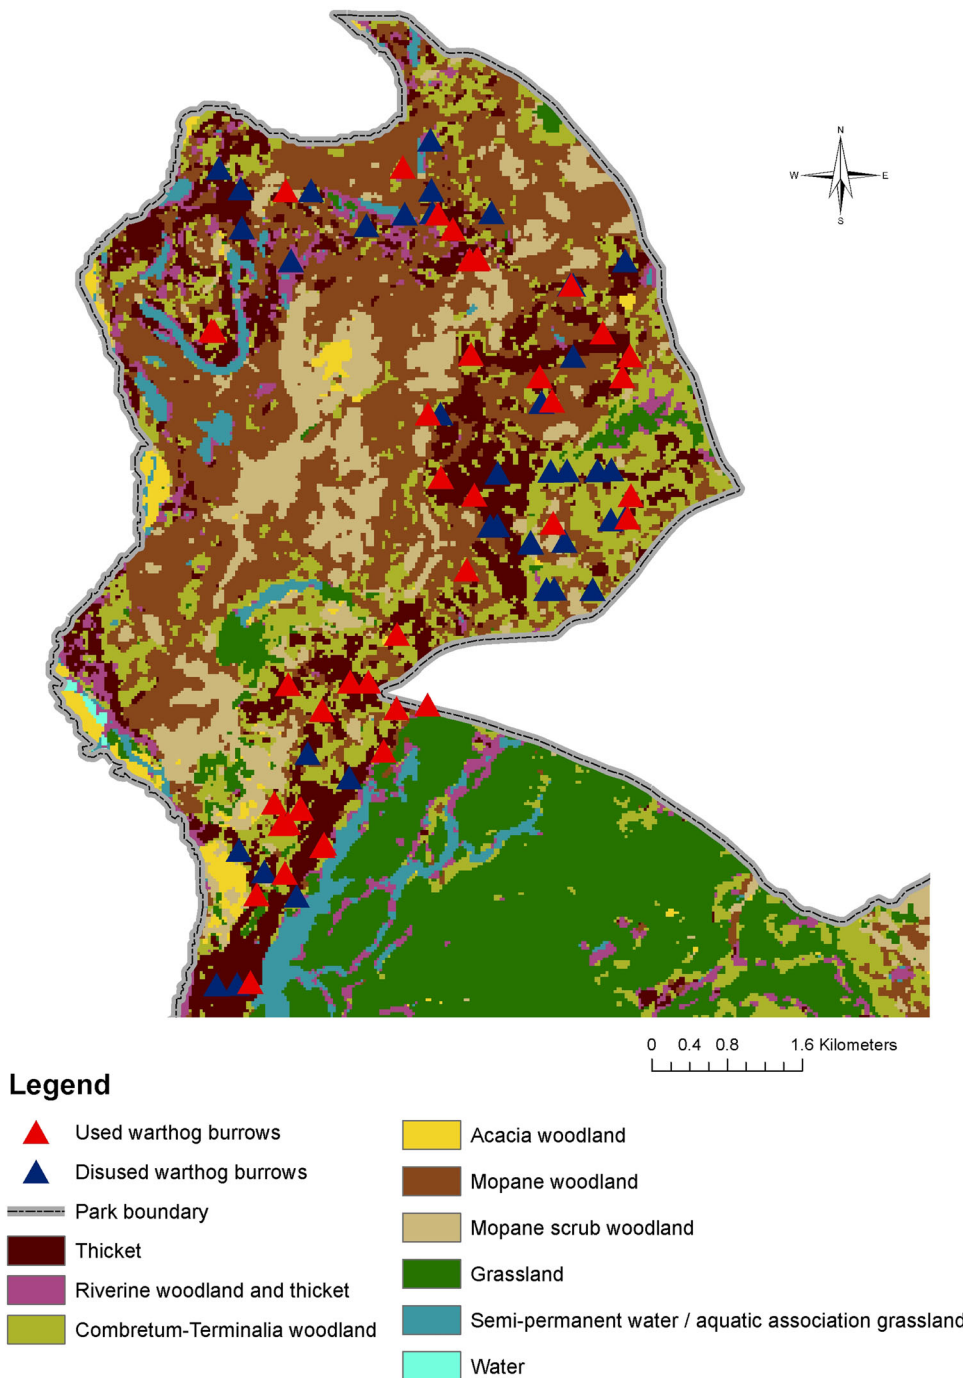 N
W E
S
0 0.4 0.8 1.6 Kilometers
Legend
Used warthog burrows
Disused warthog burrows
Park boundary
Thicket
Riverine woodland and thicket
Combretum-Terminalia woodland
Acacia woodland
Mopane woodland
Mopane scrub woodland
Grassland
Semi-permanent water / aquatic association grassland
Water